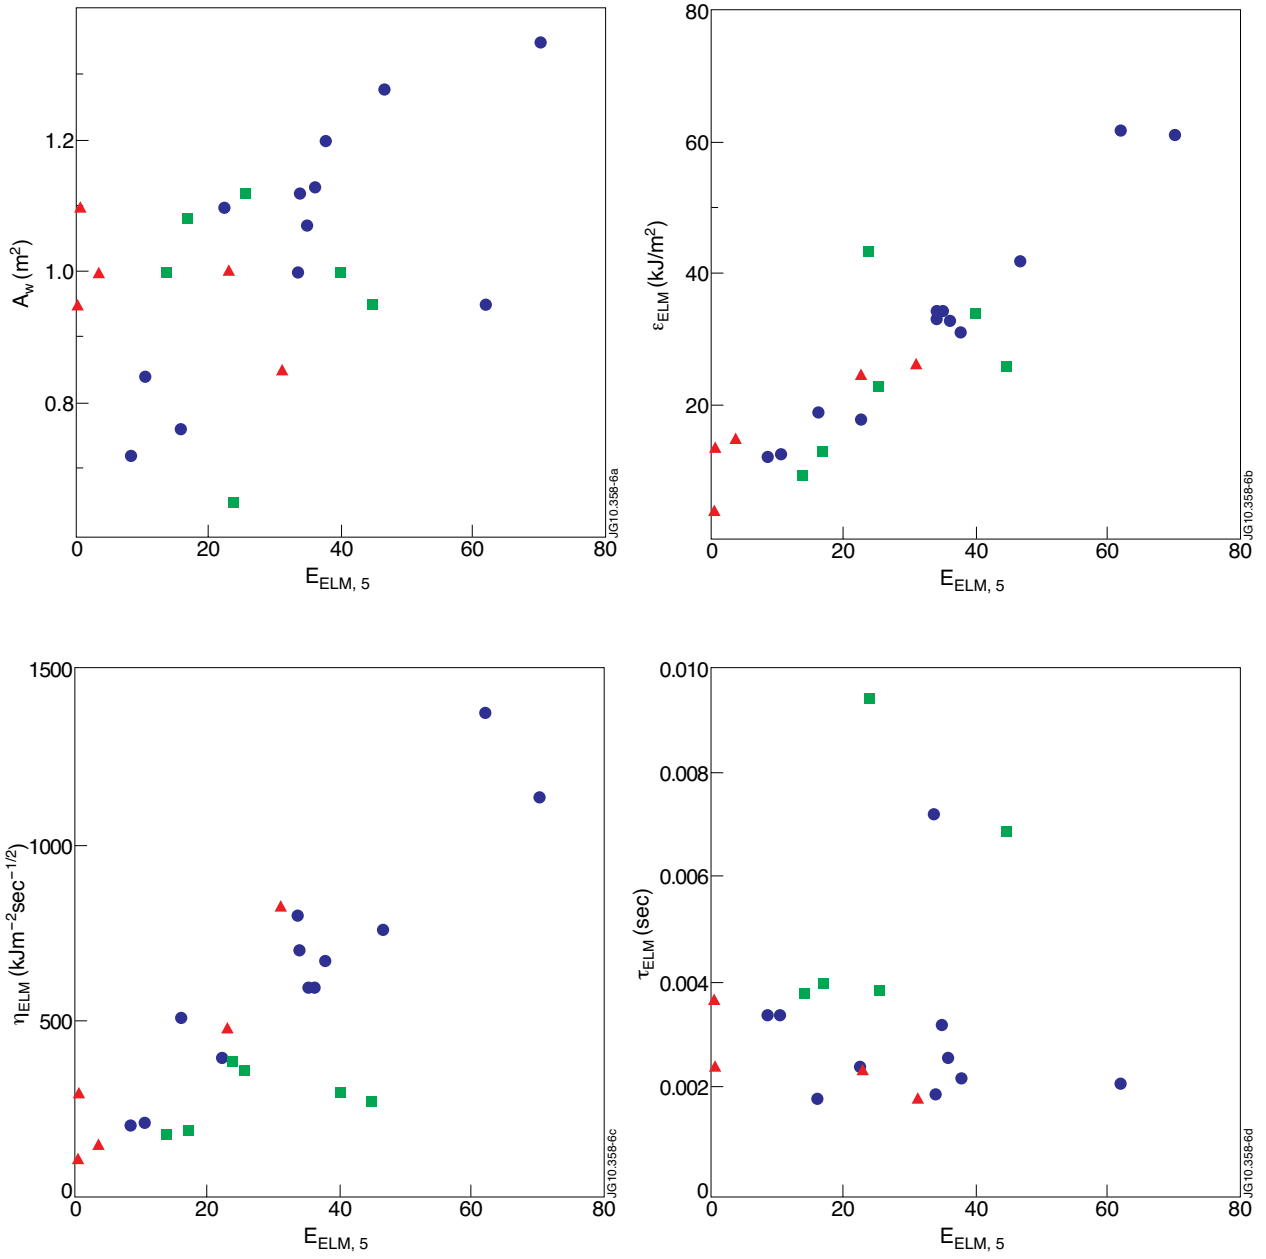 1.2
1.0
0.8
A_w (m²)
0 20 40 60 80
E_ELM, 5
JG10.358-6a
80
60
40
20
ε_ELM (kJ/m²)
0 20 40 60 80
E_ELM, 5
JG10.358-6b
1500
1000
500
0
η_ELM (kJm⁻²sec⁻¹/²)
0 20 40 60 80
E_ELM, 5
JG10.358-6c
0.010
0.008
0.006
0.004
0.002
0
τ_ELM (sec)
0 20 40 60 80
E_ELM, 5
JG10.358-6d